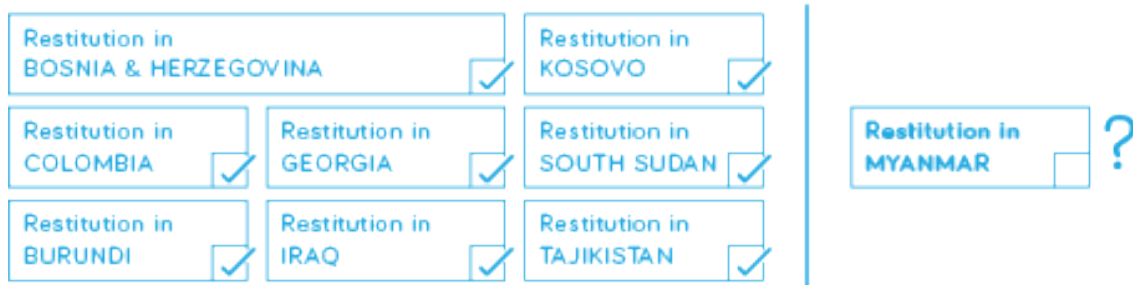 Restitution in
BOSNIA & HERZEGOVINA
Restitution in
KOSOVO
Restitution in
COLOMBIA
Restitution in
GEORGIA
Restitution in
SOUTH SUDAN
Restitution in
BURUNDI
Restitution in
IRAQ
Restitution in
TAJIKISTAN
Restitution in
MYANMAR
?